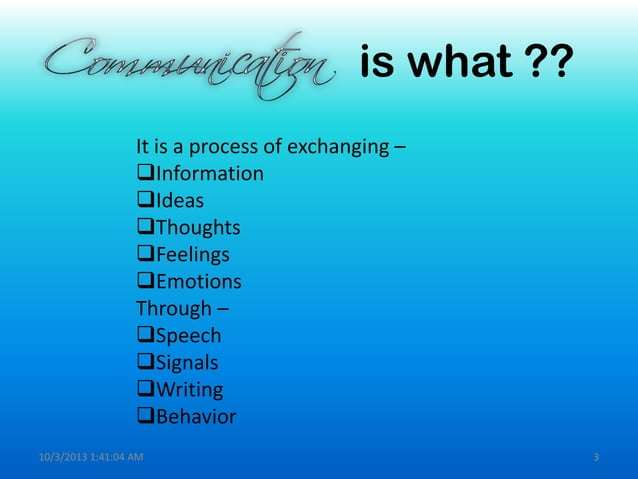 Communication is what ??
It is a process of exchanging –
❑Information
❑Ideas
❑Thoughts
❑Feelings
❑Emotions
Through –
❑Speech
❑Signals
❑Writing
❑Behavior
10/3/2013 1:41:04 AM 3